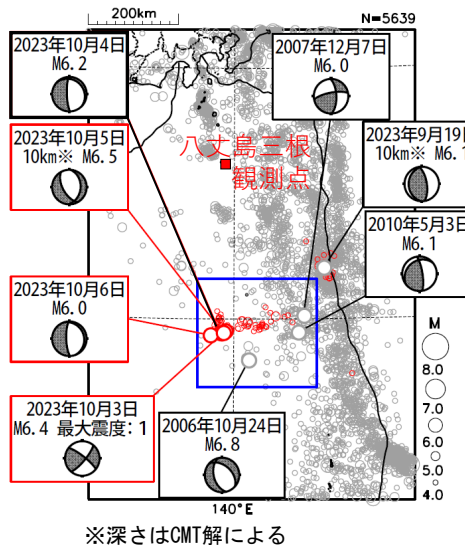 200km
N=5639
2023年10月4日
M6.2
2007年12月7日
M6.0
2023年10月5日
10km※ M6.5
八丈島三根
観測点
2023年9月19日
10km※ M6.1
2010年5月3日
M6.1
2023年10月6日
M6.0
2023年10月3日
M6.4 最大震度：1
2006年10月24日
M6.8
M
8.0
7.0
6.0
5.0
4.0
140°E
※深さはCMT解による